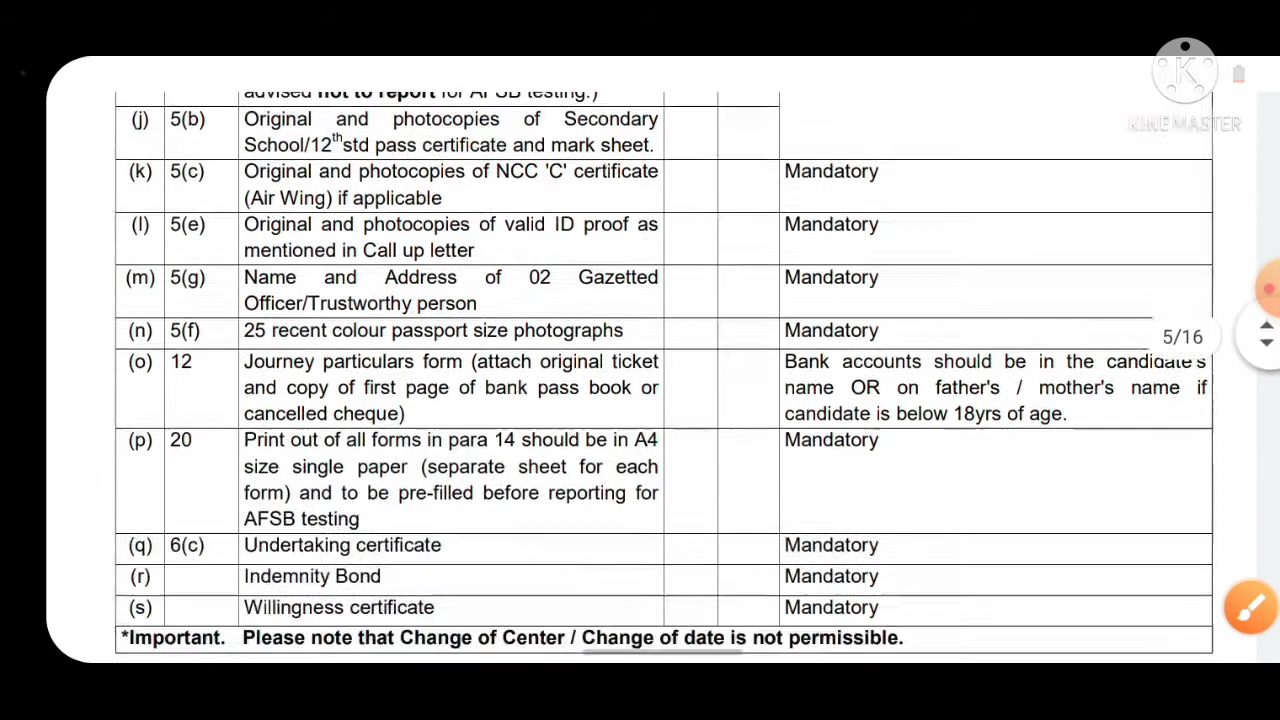 advised not to report for AFSB testing.)
(j) 5(b) Original and photocopies of Secondary
School/12th std pass certificate and mark sheet.
(k) 5(c) Original and photocopies of NCC 'C' certificate Mandatory
(Air Wing) if applicable
(l) 5(e) Original and photocopies of valid ID proof as Mandatory
mentioned in Call up letter
(m) 5(g) Name and Address of 02 Gazetted Mandatory
Officer/Trustworthy person
(n) 5(f) 25 recent colour passport size photographs Mandatory
(o) 12 Journey particulars form (attach original ticket Bank accounts should be in the candidate's
and copy of first page of bank pass book or name OR on father's / mother's name if
cancelled cheque) candidate is below 18yrs of age.
(p) 20 Print out of all forms in para 14 should be in A4 Mandatory
size single paper (separate sheet for each
form) and to be pre-filled before reporting for
AFSB testing
(q) 6(c) Undertaking certificate Mandatory
(r) Indemnity Bond Mandatory
(s) Willingness certificate Mandatory
*Important. Please note that Change of Center / Change of date is not permissible.
5/16
K
KINEMASTER